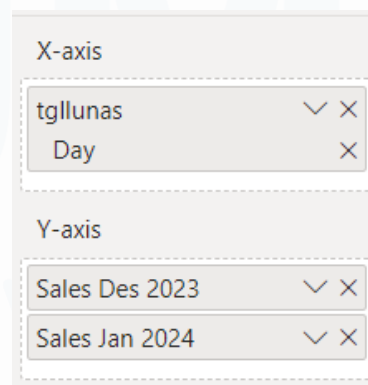 X-axis
tgllunas
Day
Y-axis
Sales Des 2023
Sales Jan 2024